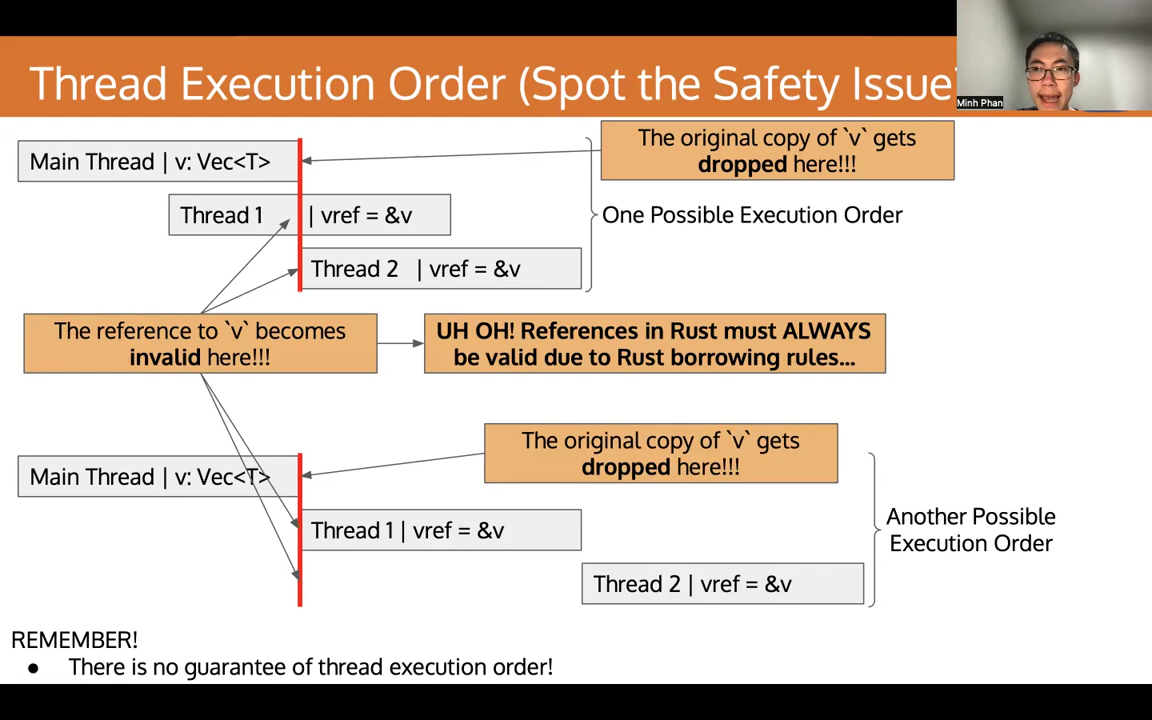 Thread Execution Order (Spot the Safety Issue
Minh Phan
Main Thread | v: Vec<T>
The original copy of `v` gets
dropped here!!!
Thread 1 | vref = &v
One Possible Execution Order
Thread 2 | vref = &v
The reference to `v` becomes
invalid here!!!
UH OH! References in Rust must ALWAYS
be valid due to Rust borrowing rules...
The original copy of `v` gets
dropped here!!!
Main Thread | v: Vec<T>
Thread 1 | vref = &v
Another Possible
Execution Order
Thread 2 | vref = &v
REMEMBER!
● There is no guarantee of thread execution order!